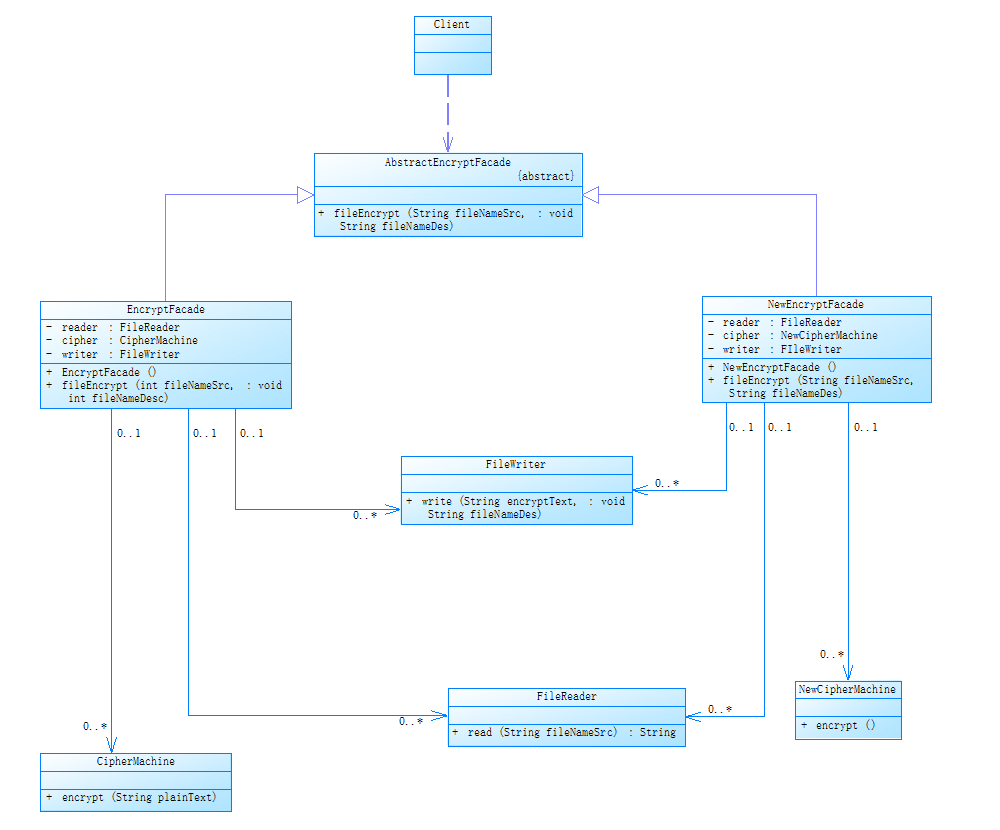 Client
AbstractEncryptFacade
{abstract}
+ fileEncrypt (String fileNameSrc, : void
String fileNameDes)
EncryptFacade
- reader : FileReader
- cipher : CipherMachine
- writer : FileWriter
+ EncryptFacade ()
+ fileEncrypt (int fileNameSrc, : void
int fileNameDesc)
NewEncryptFacade
- reader : FileReader
- cipher : NewCipherMachine
- writer : FIleWriter
+ NewEncryptFacade ()
+ fileEncrypt (String fileNameSrc,
String fileNameDes)
0..1
0..1
0..1
0..1
0..1
0..1
FileWriter
+ write (String encryptText, : void
String fileNameDes)
0..*
0..*
0..*
NewCipherMachine
+ encrypt ()
FileReader
+ read (String fileNameSrc) : String
0..*
0..*
0..*
CipherMachine
+ encrypt (String plainText)